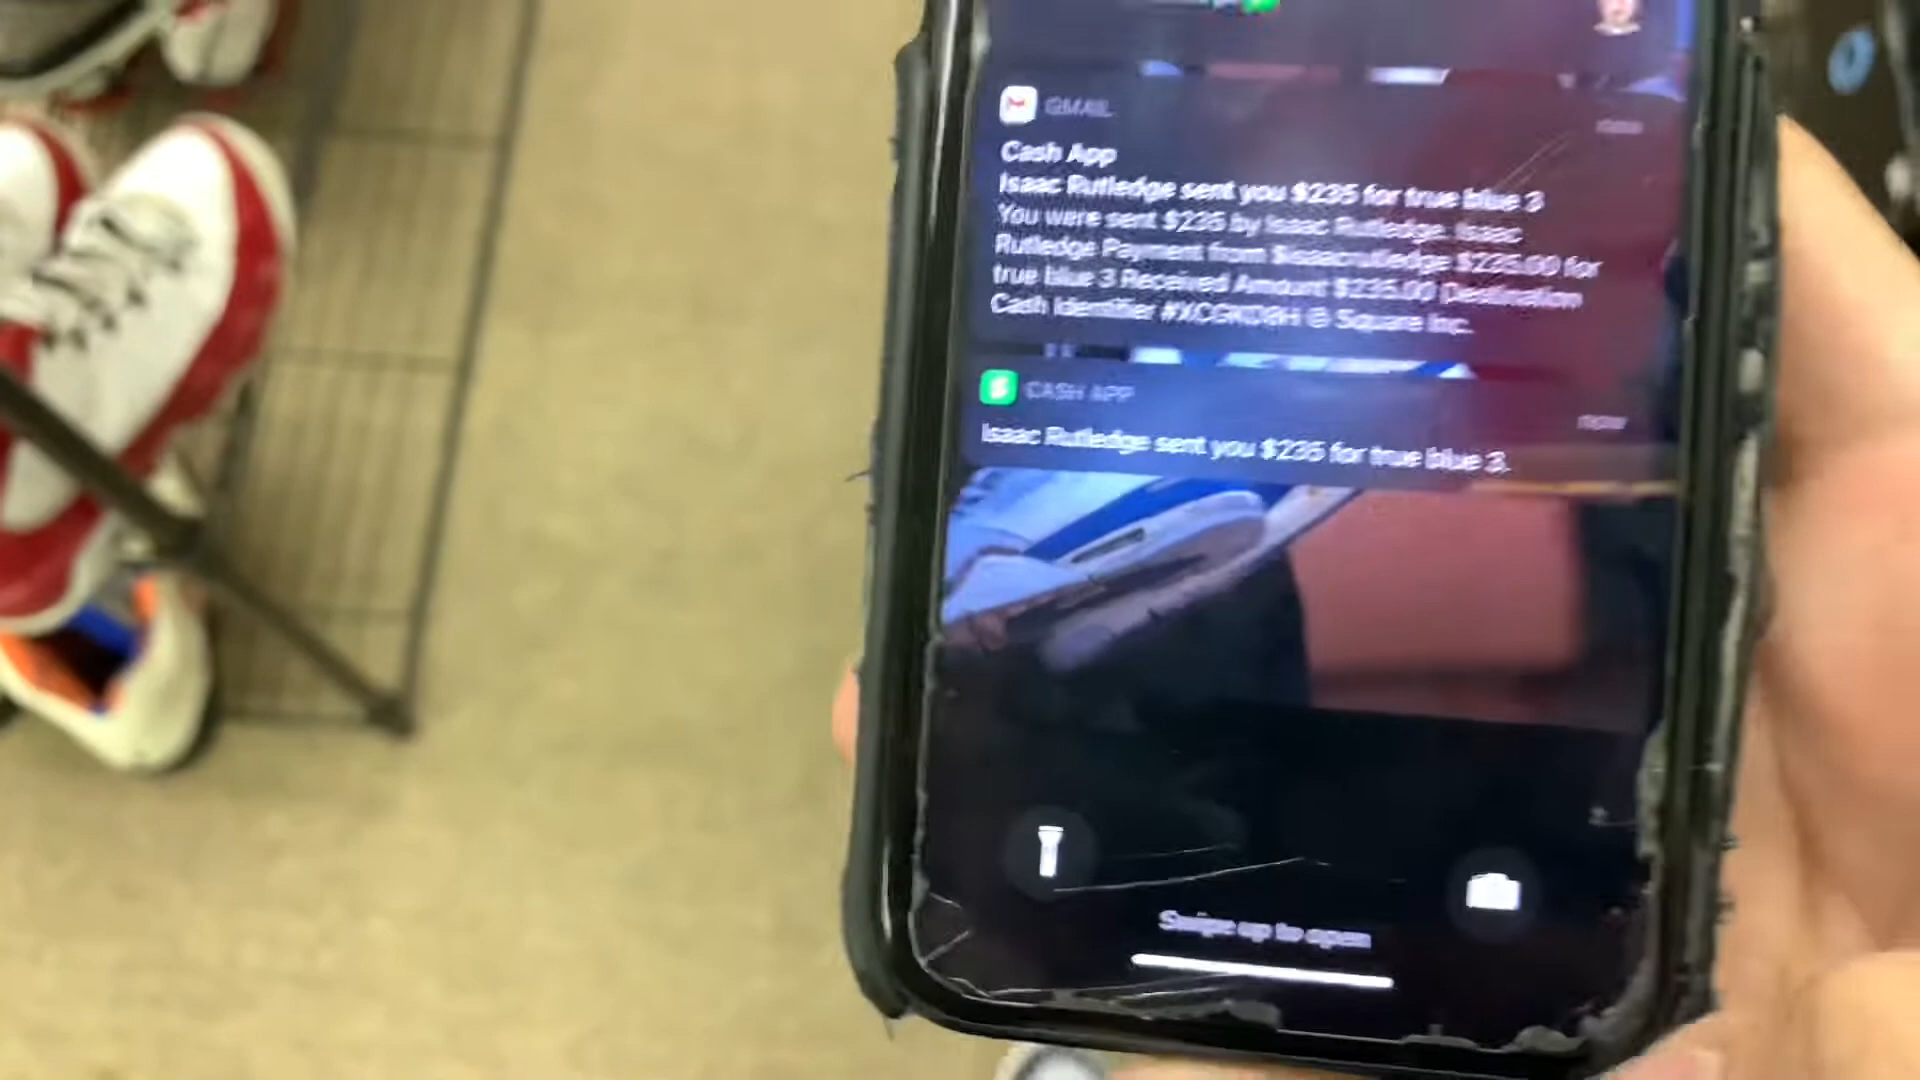 GMAIL
now
Cash App
Isaac Rutledge sent you $235 for true blue 3
You were sent $235 by Isaac Rutledge. Isaac
Rutledge Payment from $isaacrutledge $235.00 for
true blue 3 Received Amount $235.00 Destination
Cash Identifier © Square Inc.
CASH APP
now
Isaac Rutledge sent you $235 for true blue 3.
Swipe up to open